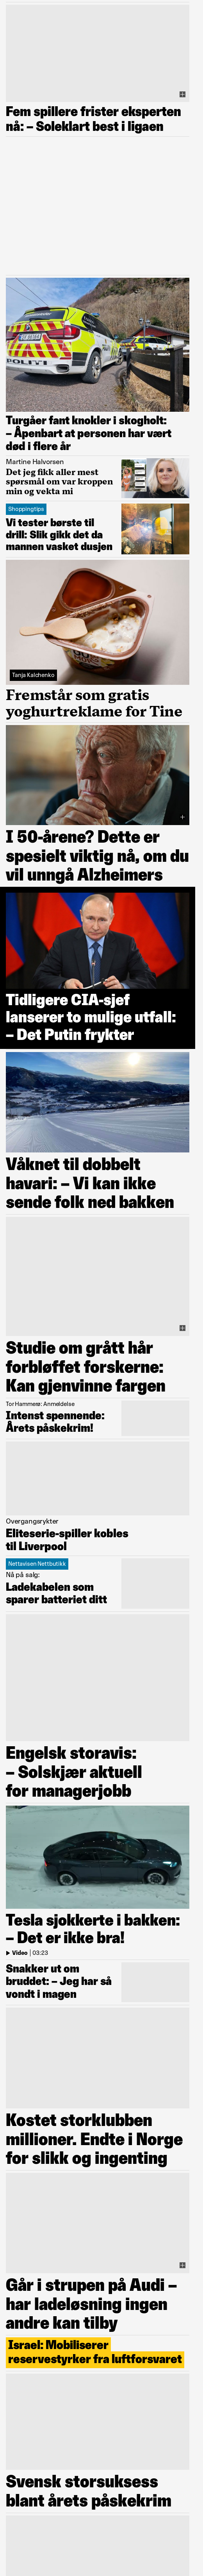 Fem spillere frister eksperten
nå: – Soleklart best i ligaen
Turgåer fant knokler i skogholt:
– Åpenbart at personen har vært
død i flere år
Martine Halvorsen
Det jeg fikk aller mest
spørsmål om var kroppen
min og vekta mi
Shoppingtips
Vi tester børste til
drill: Slik gikk det da
mannen vasket dusjen
Tanja Kalchenko
Fremstår som gratis
yoghurtreklame for Tine
I 50-årene? Dette er
spesielt viktig nå, om du
vil unngå Alzheimers
Tidligere CIA-sjef
lanserer to mulige utfall:
– Det Putin frykter
Våknet til dobbelt
havari: – Vi kan ikke
sende folk ned bakken
Studie om grått hår
forbløffet forskerne:
Kan gjenvinne fargen
Tor Hammerø: Anmeldelse
Intenst spennende:
Årets påskekrim!
Overgangsrykter
Eliteserie-spiller kobles
til Liverpool
Nettavisen Nettbutikk
Nå på salg:
Ladekabelen som
sparer batteriet ditt
Engelsk storavis:
– Solskjær aktuell
for managerjobb
Tesla sjokkerte i bakken:
– Det er ikke bra!
Video | 03:23
Snakker ut om
bruddet: – Jeg har så
vondt i magen
Kostet storklubben
millioner. Endte i Norge
for slikk og ingenting
Går i strupen på Audi –
har ladeløsning ingen
andre kan tilby
Israel: Mobiliserer
reservestyrker fra luftforsvaret
Svensk storsuksess
blant årets påskekrim